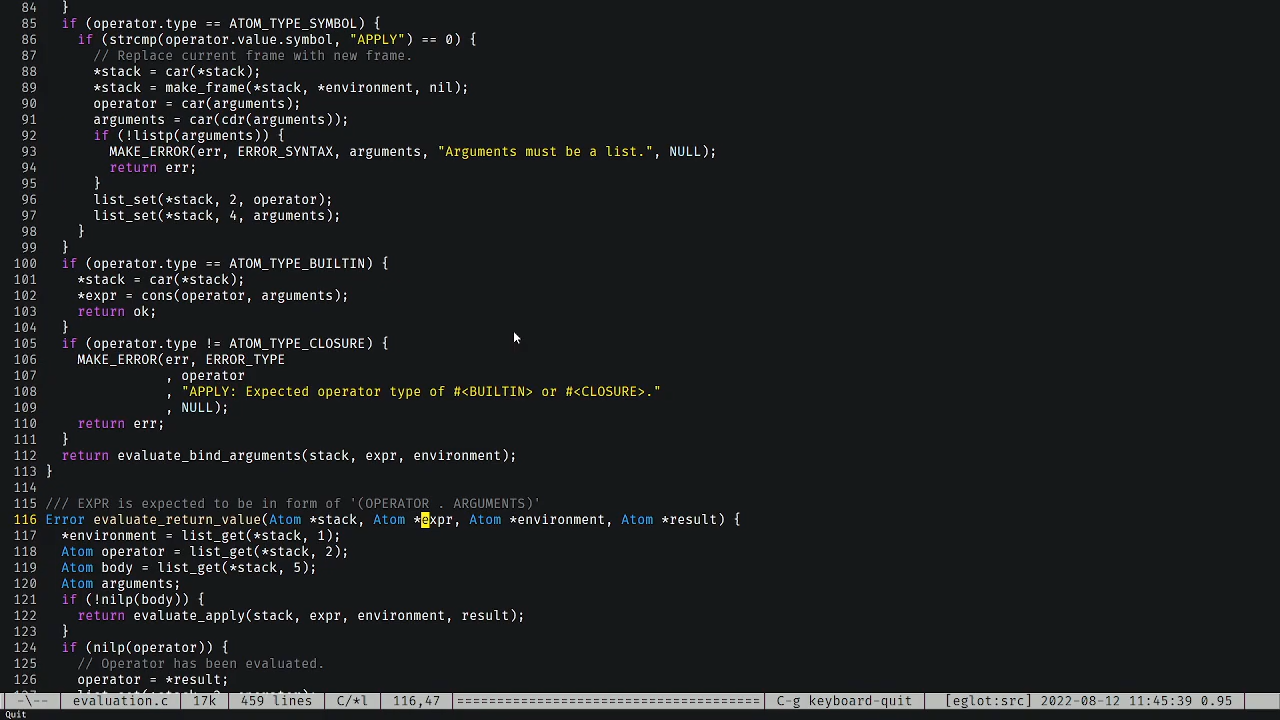 84   }
85   if (operator.type == ATOM_TYPE_SYMBOL) {
86     if (strcmp(operator.value.symbol, "APPLY") == 0) {
87       // Replace current frame with new frame.
88       *stack = car(*stack);
89       *stack = make_frame(*stack, *environment, nil);
90       operator = car(arguments);
91       arguments = car(cdr(arguments));
92       if (!listp(arguments)) {
93         MAKE_ERROR(err, ERROR_SYNTAX, arguments, "Arguments must be a list.", NULL);
94         return err;
95       }
96       list_set(*stack, 2, operator);
97       list_set(*stack, 4, arguments);
98     }
99   }
100   if (operator.type == ATOM_TYPE_BUILTIN) {
101     *stack = car(*stack);
102     *expr = cons(operator, arguments);
103     return ok;
104   }
105   if (operator.type != ATOM_TYPE_CLOSURE) {
106     MAKE_ERROR(err, ERROR_TYPE
107                , operator
108                , "APPLY: Expected operator type of #<BUILTIN> or #<CLOSURE>."
109                , NULL);
110     return err;
111   }
112   return evaluate_bind_arguments(stack, expr, environment);
113 }
114
115 /// EXPR is expected to be in form of '(OPERATOR . ARGUMENTS)'
116 Error evaluate_return_value(Atom *stack, Atom *expr, Atom *environment, Atom *result) {
117   *environment = list_get(*stack, 1);
118   Atom operator = list_get(*stack, 2);
119   Atom body = list_get(*stack, 5);
120   Atom arguments;
121   if (!nilp(body)) {
122     return evaluate_apply(stack, expr, environment, result);
123   }
124   if (nilp(operator)) {
125     // Operator has been evaluated.
126     operator = *result;
-\-- evaluation.c 17k 459 lines C/*l 116,47 ====================================== C-g keyboard-quit [eglot:src] 2022-08-12 11:45:39 0.95
Quit